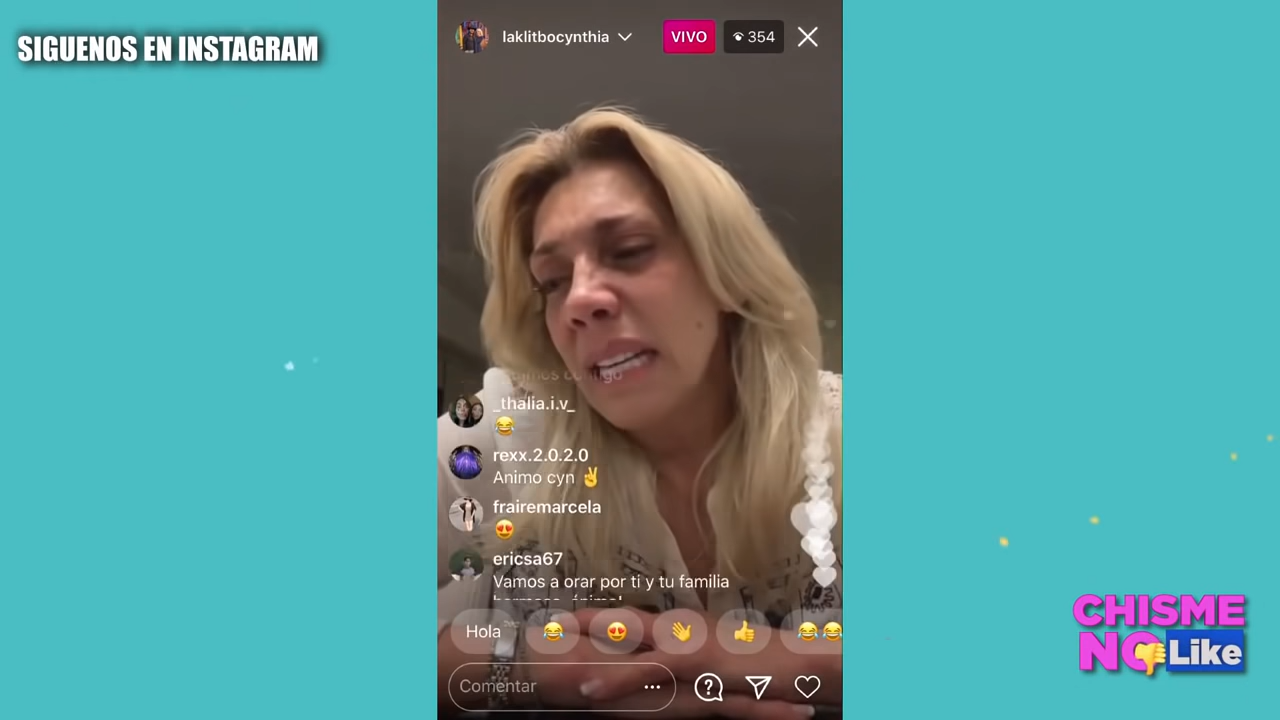 SIGUENOS EN INSTAGRAM
laklitbocynthia
VIVO
354
_thalia.i.v_
😂
rexx.2.0.2.0
Animo cyn ✌️
frairemarcela
😍
ericsa67
Vamos a orar por ti y tu familia
Hola 😂 😍 👋 👍 😂😂
Comentar
CHISME
NO Like